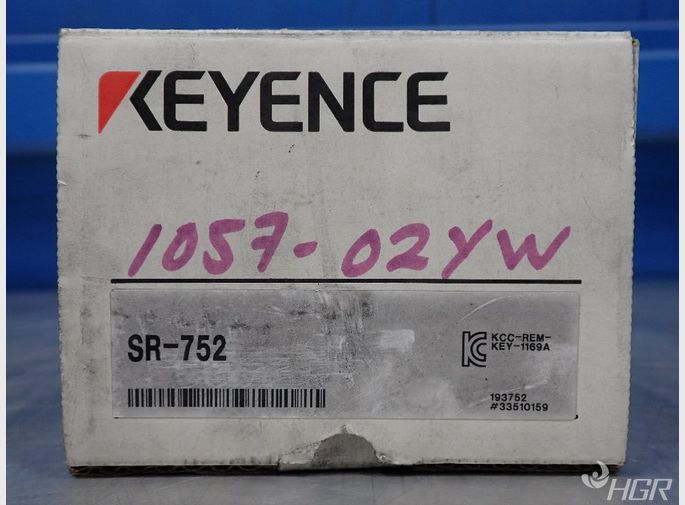 KEYENCE
1057-02YW
SR-752
KCC-REM-
KEY-1169A
193752
#33510159
HGR